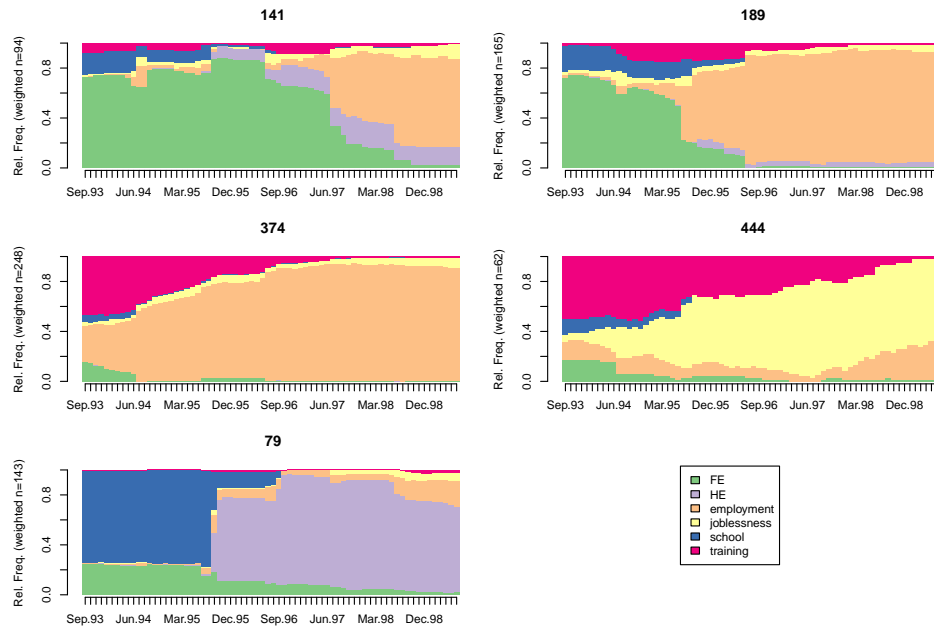 141
189
Rel. Freq. (weighted n=94)
0.0 0.4 0.8
Sep.93 Jun.94 Mar.95 Dec.95 Sep.96 Jun.97 Mar.98 Dec.98
Rel. Freq. (weighted n=165)
0.0 0.4 0.8
Sep.93 Jun.94 Mar.95 Dec.95 Sep.96 Jun.97 Mar.98 Dec.98
374
444
Rel. Freq. (weighted n=248)
0.0 0.4 0.8
Sep.93 Jun.94 Mar.95 Dec.95 Sep.96 Jun.97 Mar.98 Dec.98
Rel. Freq. (weighted n=62)
0.0 0.4 0.8
Sep.93 Jun.94 Mar.95 Dec.95 Sep.96 Jun.97 Mar.98 Dec.98
79
Rel. Freq. (weighted n=143)
0.0 0.4 0.8
Sep.93 Jun.94 Mar.95 Dec.95 Sep.96 Jun.97 Mar.98 Dec.98
FE
HE
employment
joblessness
school
training